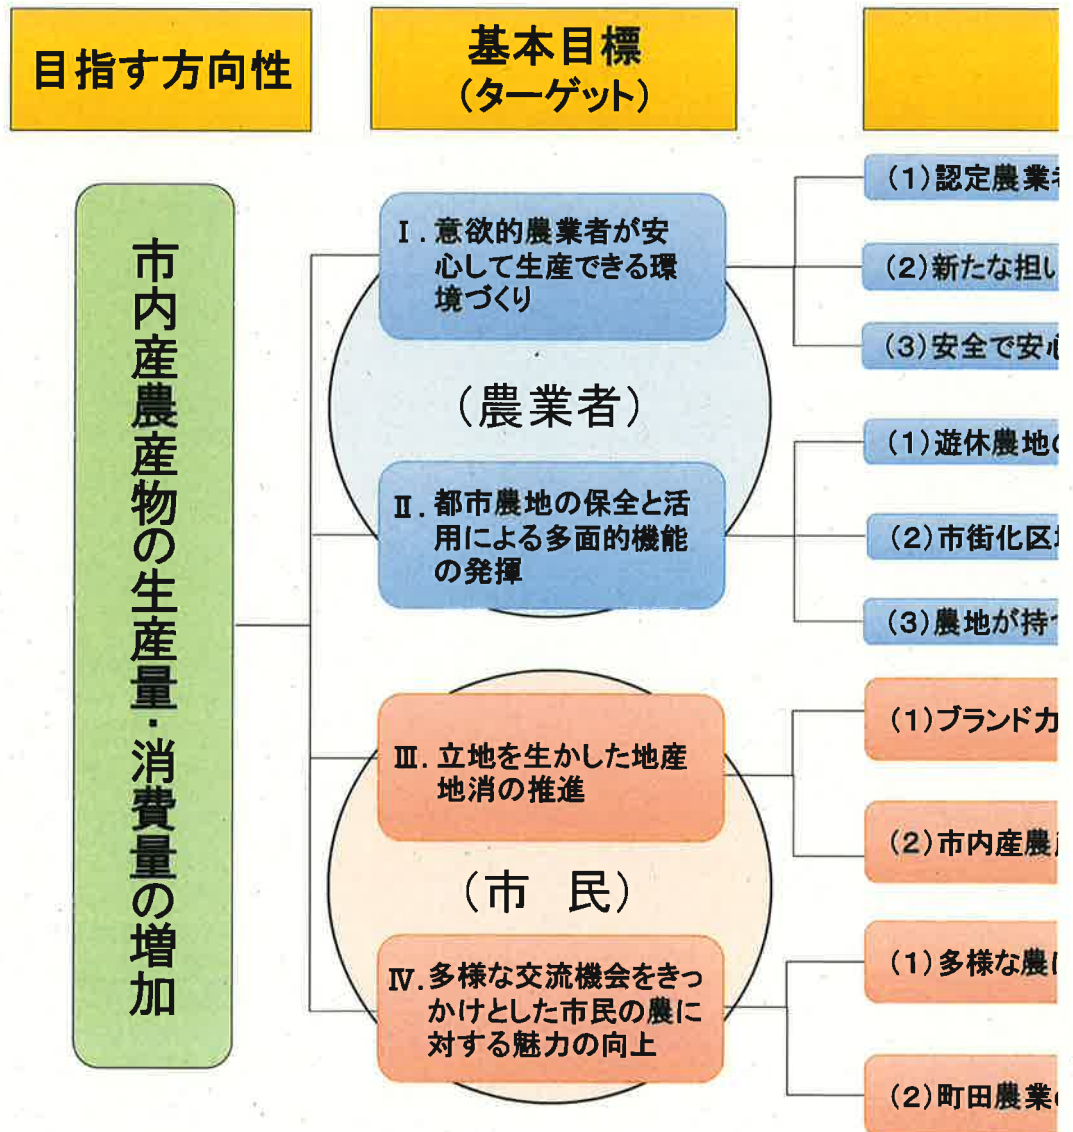 目指す方向性
基本目標
(ターゲット)
市内産農産物の生産量・消費量の増加
Ⅰ.意欲的農業者が安
心して生産できる環
境づくり
(農業者)
Ⅱ.都市農地の保全と活
用による多面的機能
の発揮
Ⅲ.立地を生かした地産
地消の推進
(市 民)
Ⅳ.多様な交流機会をきっ
かけとした市民の農に
対する魅力の向上
(1)認定農業
(2)新たな担い
(3)安全で安心
(1)遊休農地の
(2)市街化区
(3)農地が持つ
(1)ブランド力
(2)市内産農
(1)多様な農に
(2)町田農業の